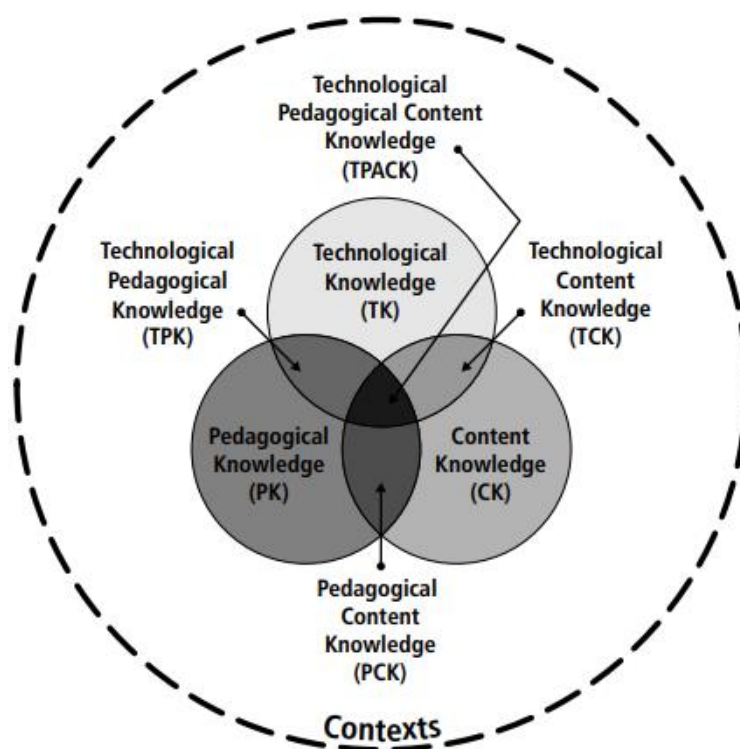 Technological
Pedagogical Content
Knowledge
(TPACK)
Technological
Pedagogical
Knowledge
(TPK)
Technological
Knowledge
(TK)
Technological
Content
Knowledge
(TCK)
Pedagogical
Knowledge
(PK)
Content
Knowledge
(CK)
Pedagogical
Content
Knowledge
(PCK)
Contexts